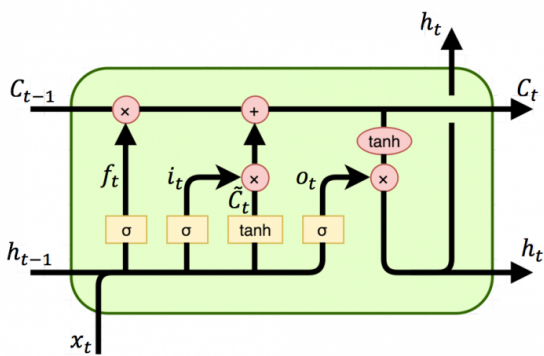 h_t
C_{t-1}
×
+
C_t
tanh
f_t
i_t
×
o_t
×
C̃_t
σ
σ
tanh
σ
h_{t-1}
h_t
x_t